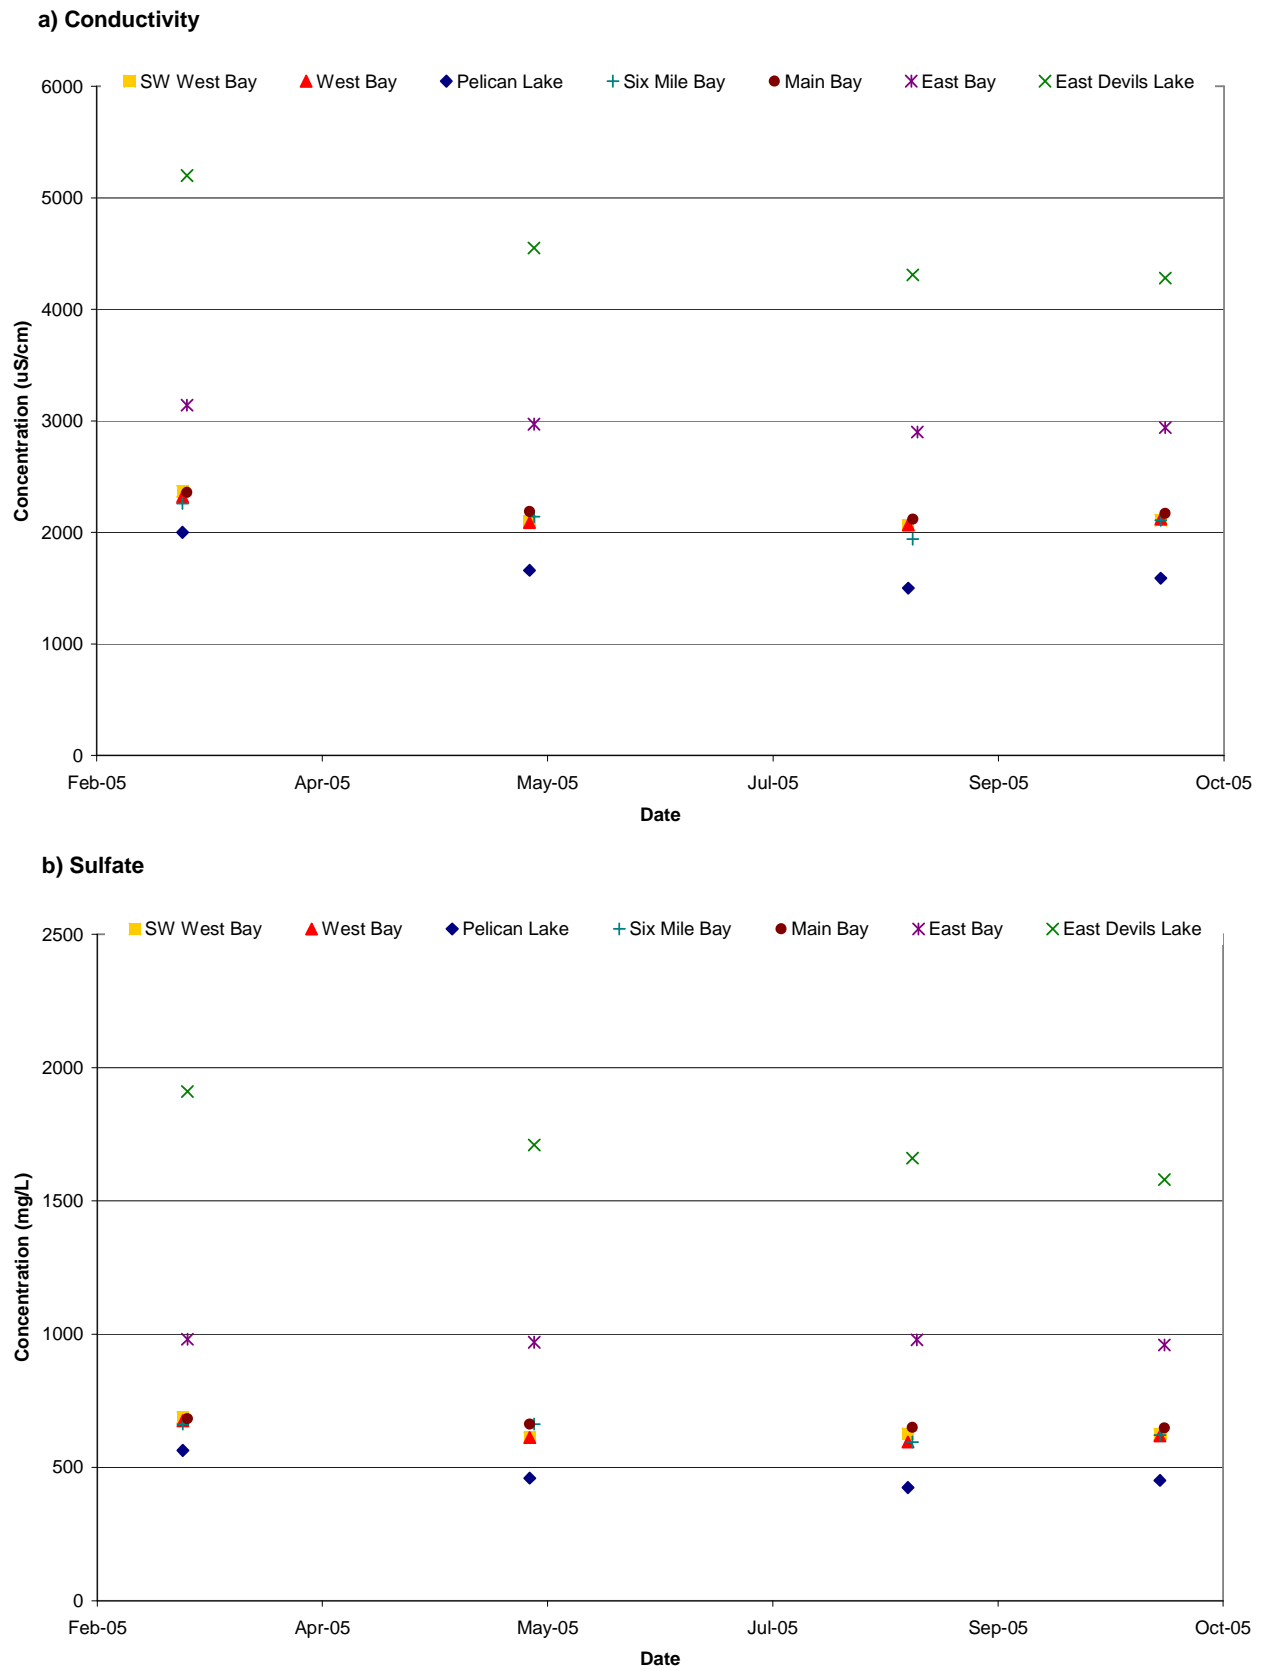 a) Conductivity
SW West Bay West Bay Pelican Lake Six Mile Bay Main Bay East Bay East Devils Lake
6000
5000
4000
3000
2000
1000
0
Concentration (uS/cm)
Feb-05 Apr-05 May-05 Jul-05 Sep-05 Oct-05
Date
b) Sulfate
SW West Bay West Bay Pelican Lake Six Mile Bay Main Bay East Bay East Devils Lake
2500
2000
1500
1000
500
0
Concentration (mg/L)
Feb-05 Apr-05 May-05 Jul-05 Sep-05 Oct-05
Date